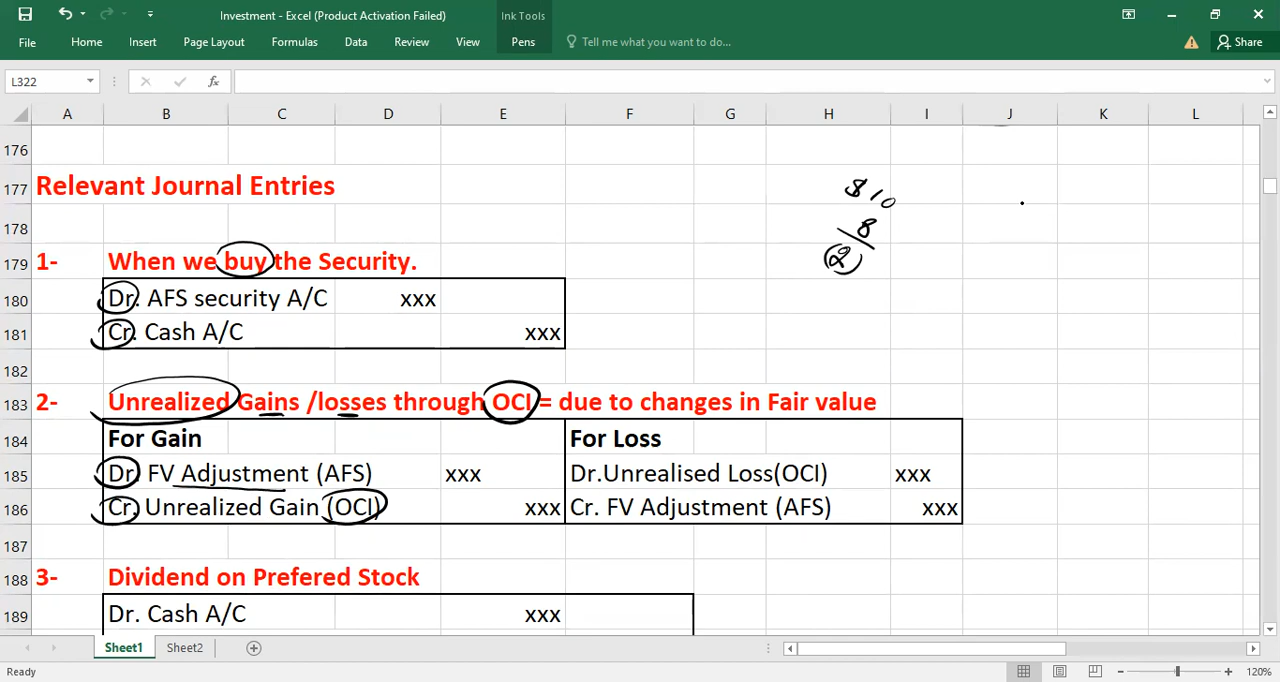 Investment - Excel (Product Activation Failed)
Ink Tools
File Home Insert Page Layout Formulas Data Review View Pens Tell me what you want to do... Share
L322 fx
A B C D E F G H I J K L
176
177 Relevant Journal Entries
8 10
178
8
179 1- When we buy the Security.
2
180 Dr. AFS security A/C xxx
181 Cr. Cash A/C xxx
182
183 2- Unrealized Gains /losses through OCI = due to changes in Fair value
184 For Gain For Loss
185 Dr. FV Adjustment (AFS) xxx Dr.Unrealised Loss(OCI) xxx
186 Cr. Unrealized Gain (OCI) xxx Cr. FV Adjustment (AFS) xxx
187
188 3- Dividend on Prefered Stock
189 Dr. Cash A/C xxx
Sheet1 Sheet2
Ready 120%